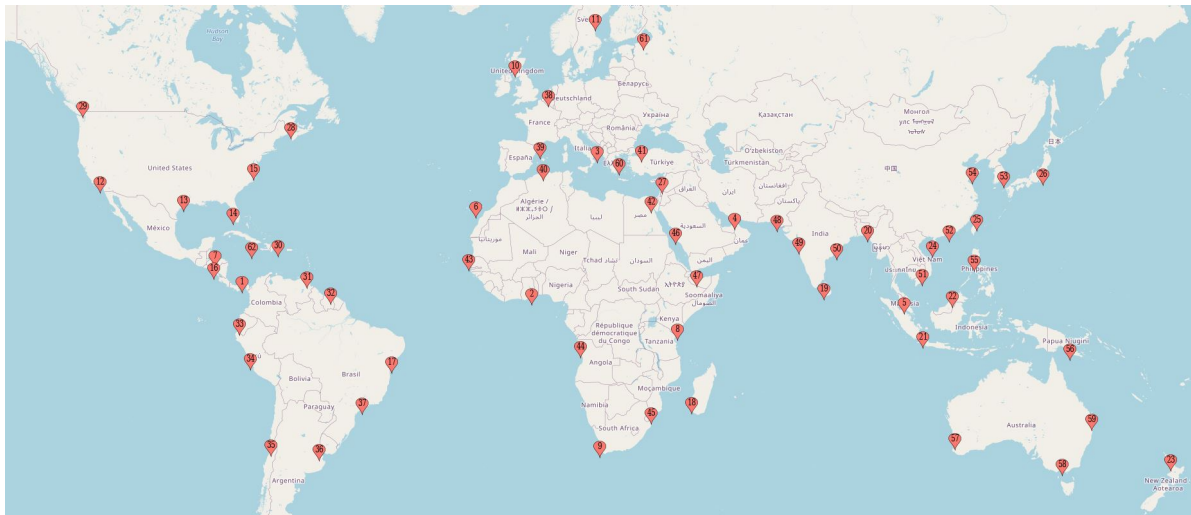 Hudson
Bay
11
Sve
61
10
United Kingdom
Беларусь
38
Deutschland
Қазақстан
Монгол
улс
29
28
France
Україна
România
日本
39
3
Italia
41
O'zbekiston
España
Türkiye
Türkmenistan
60
中国
54
53
26
United States
15
40
12
27
العراق
ایران
افغانستان
پاکستان
13
42
6
14
Algérie /
الجزائر
ليبيا
مصر
السعودية
4
48
20
25
México
India
52
موريتانيا
62
30
46
عمان
49
50
24
7
43
Mali
Niger
Tchad تشاد
السودان
اليمن
Việt Nam
55
Philippines
16
31
47
51
1
32
2
Nigeria
South Sudan
Soomaaliya
الصومال
19
22
Colombia
5
33
Kenya
8
République
démocratique
du Congo
Tanzania
Indonesia
21
Papua Niugini
34
44
Angola
56
17
Brasil
Bolivia
Moçambique
37
Paraguay
Namibia
18
45
59
Australia
35
36
9
South Africa
57
58
23
Argentina
New Zealand
Aotearoa